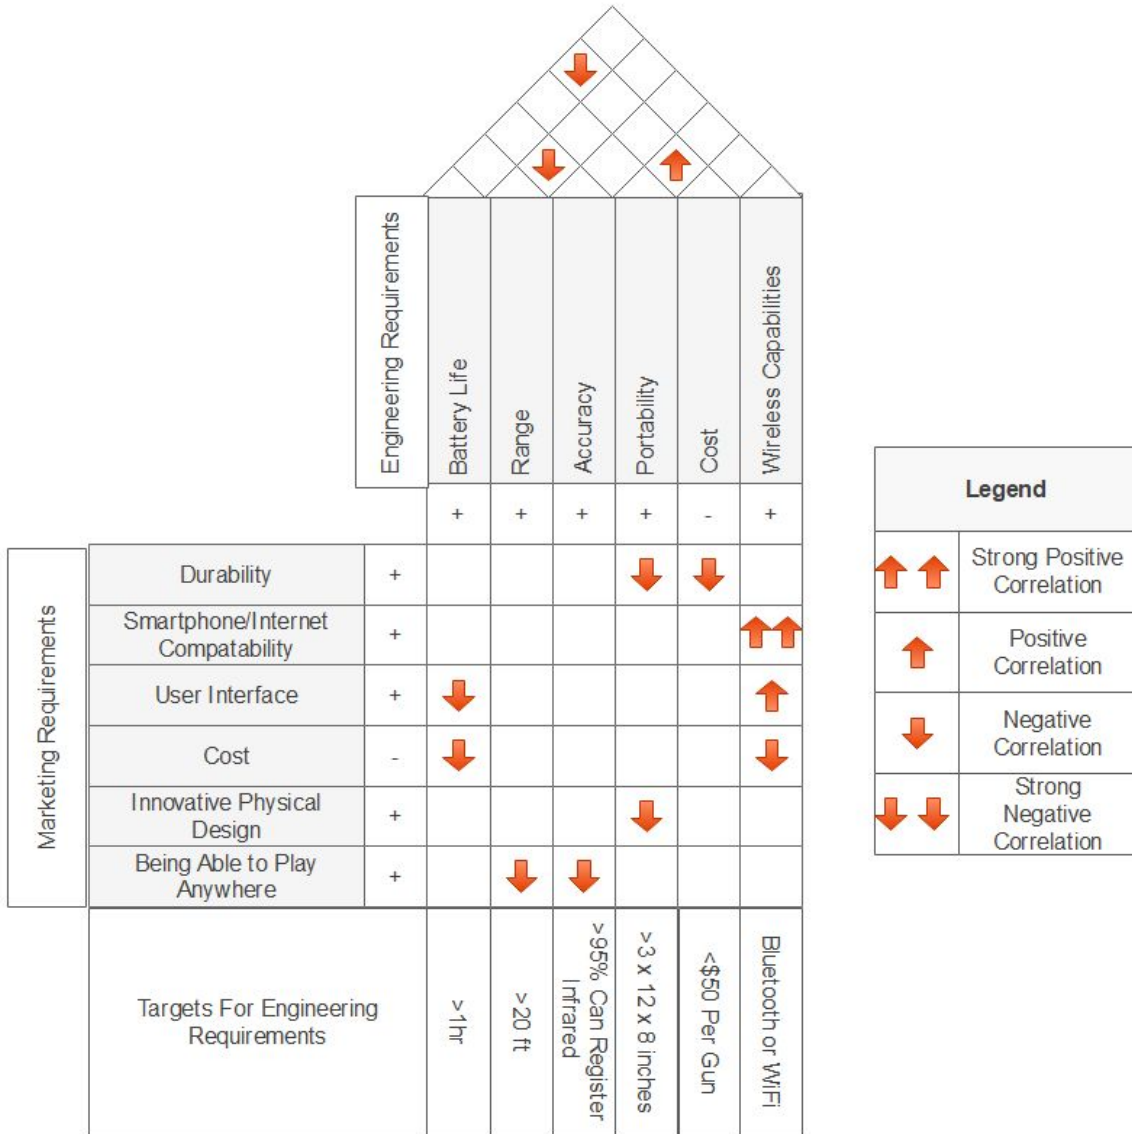 Engineering Requirements
Battery Life
Range
Accuracy
Portability
Cost
Wireless Capabilities
+
+
+
+
-
+
Marketing Requirements
Durability
+
Smartphone/Internet
Compatability
+
User Interface
+
Cost
-
Innovative Physical
Design
+
Being Able to Play
Anywhere
+
Targets For Engineering
Requirements
>1hr
>20 ft
>95% Can Register
Infrared
>3 x 12 x 8 inches
<$50 Per Gun
Bluetooth or WiFi
Legend
Strong Positive
Correlation
Positive
Correlation
Negative
Correlation
Strong
Negative
Correlation